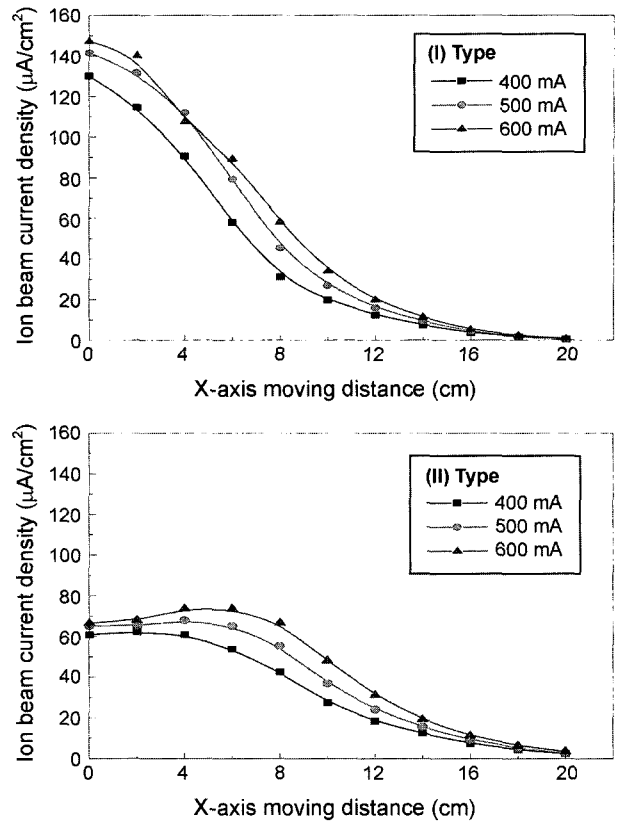 160
140
120
100
80
60
40
20
0
Ion beam current density (μA/cm²)
(I) Type
400 mA
500 mA
600 mA
0 4 8 12 16 20
X-axis moving distance (cm)
160
140
120
100
80
60
40
20
0
Ion beam current density (μA/cm²)
(II) Type
400 mA
500 mA
600 mA
0 4 8 12 16 20
X-axis moving distance (cm)